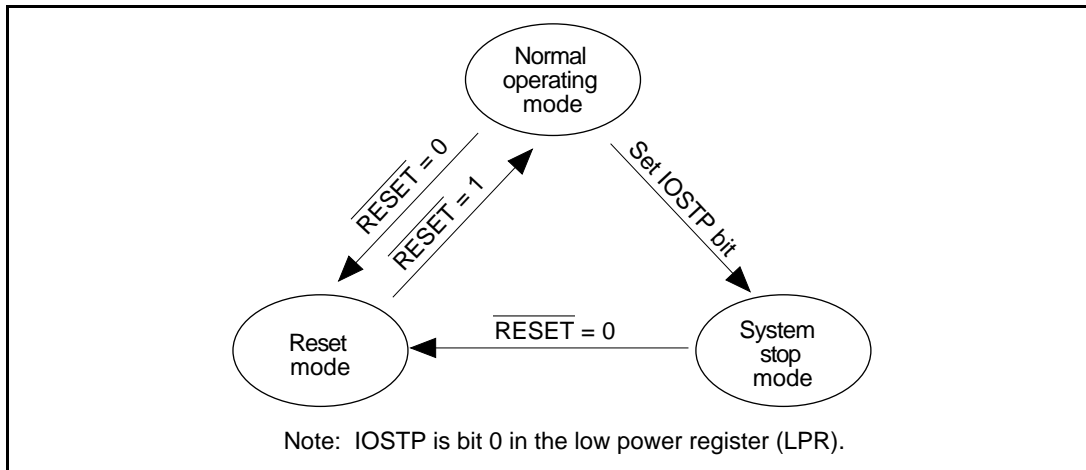 Normal
operating
mode
RESET = 0
RESET = 1
Set IOSTP bit
RESET = 0
Reset
mode
System
stop
mode
Note: IOSTP is bit 0 in the low power register (LPR).